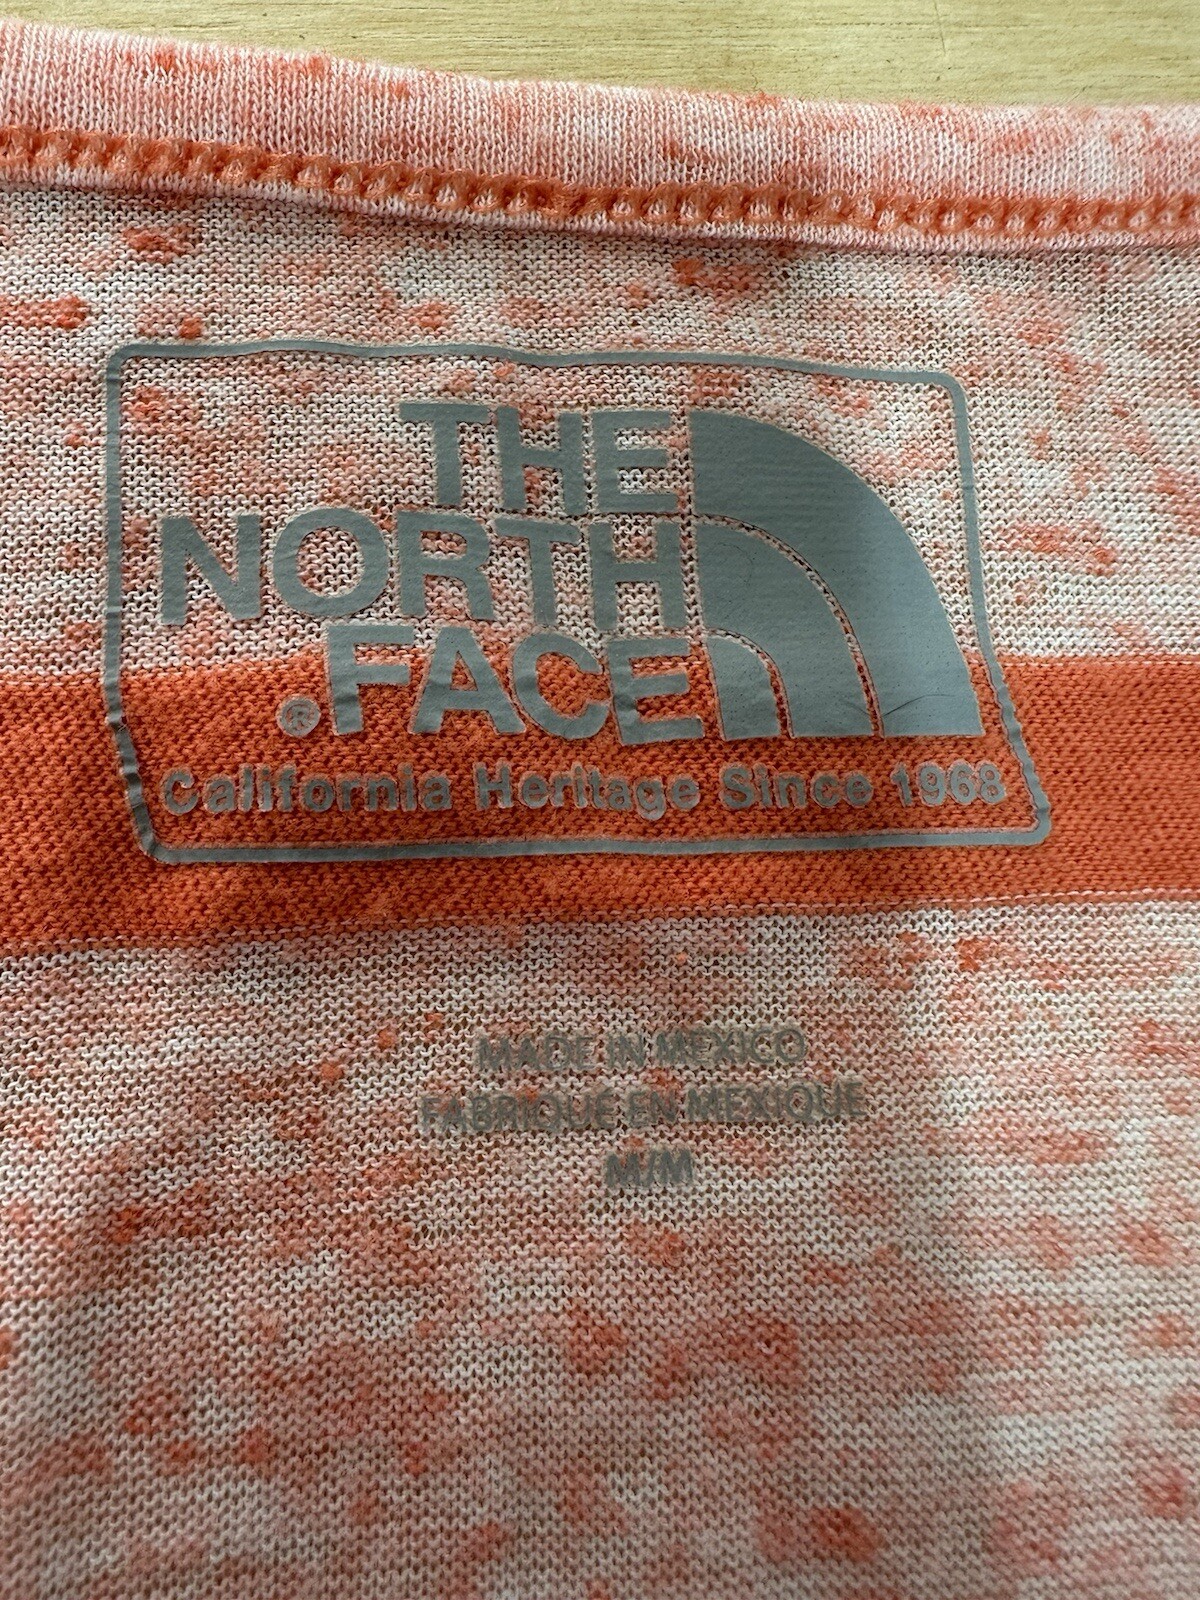 THE
NORTH
FACE
®
California Heritage Since 1968
MADE IN MEXICO
FABRIQUÉ EN MEXIQUE
M/M